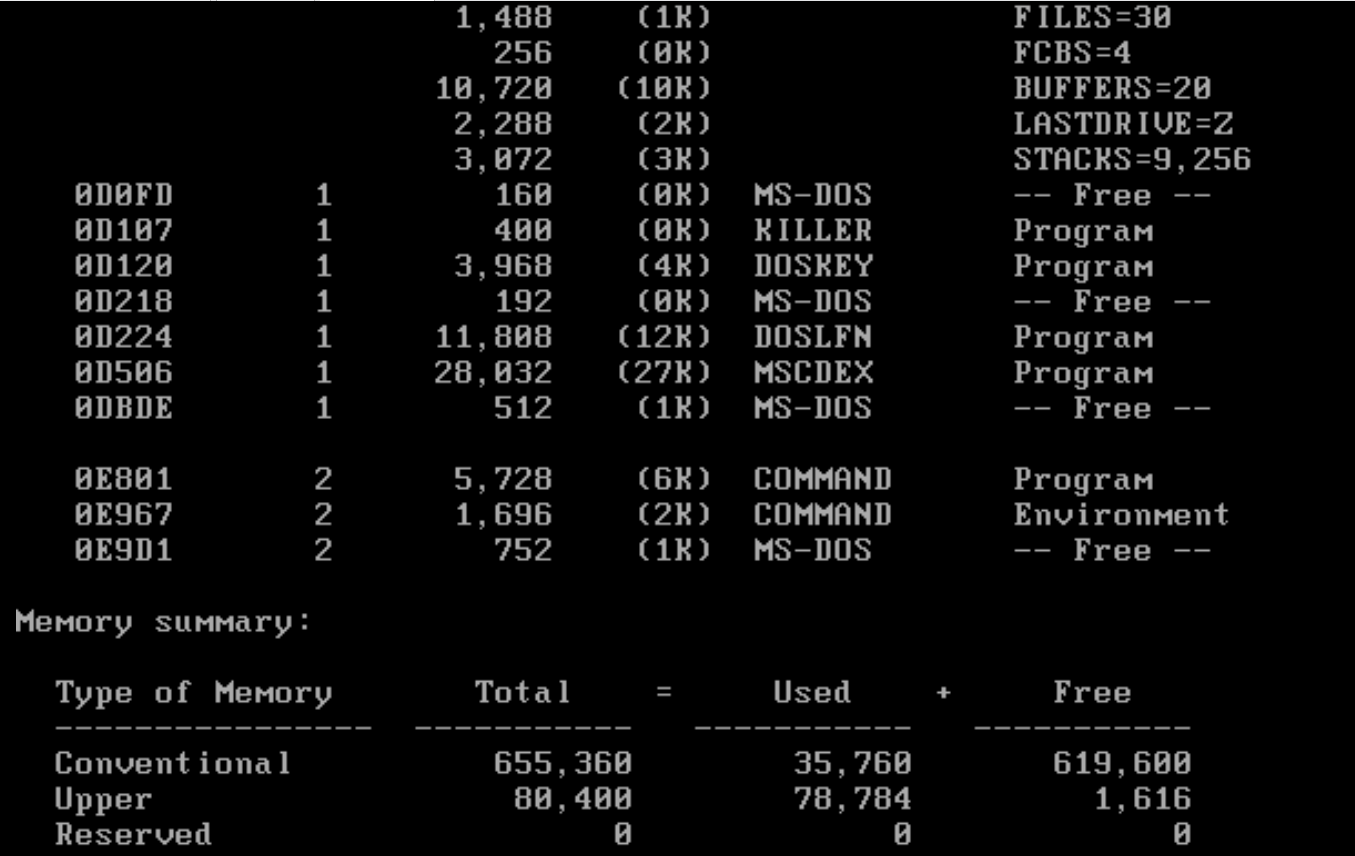 1,488 (1K) FILES=30
256 (0K) FCBS=4
10,720 (10K) BUFFERS=20
2,288 (2K) LASTDRIVE=Z
3,072 (3K) STACKS=9,256
0D0FD 1 160 (0K) MS-DOS -- Free --
0D107 1 400 (0K) KILLER Program
0D120 1 3,968 (4K) DOSKEY Program
0D218 1 192 (0K) MS-DOS -- Free --
0D224 1 11,808 (12K) DOSLFN Program
0D506 1 28,032 (27K) MSCDEX Program
0DBDE 1 512 (1K) MS-DOS -- Free --
0E801 2 5,728 (6K) COMMAND Program
0E967 2 1,696 (2K) COMMAND Environment
0E9D1 2 752 (1K) MS-DOS -- Free --
Memory summary:
Type of Memory Total = Used + Free
---------------- ----------- ----------- -----------
Conventional 655,360 35,760 619,600
Upper 80,400 78,784 1,616
Reserved 0 0 0